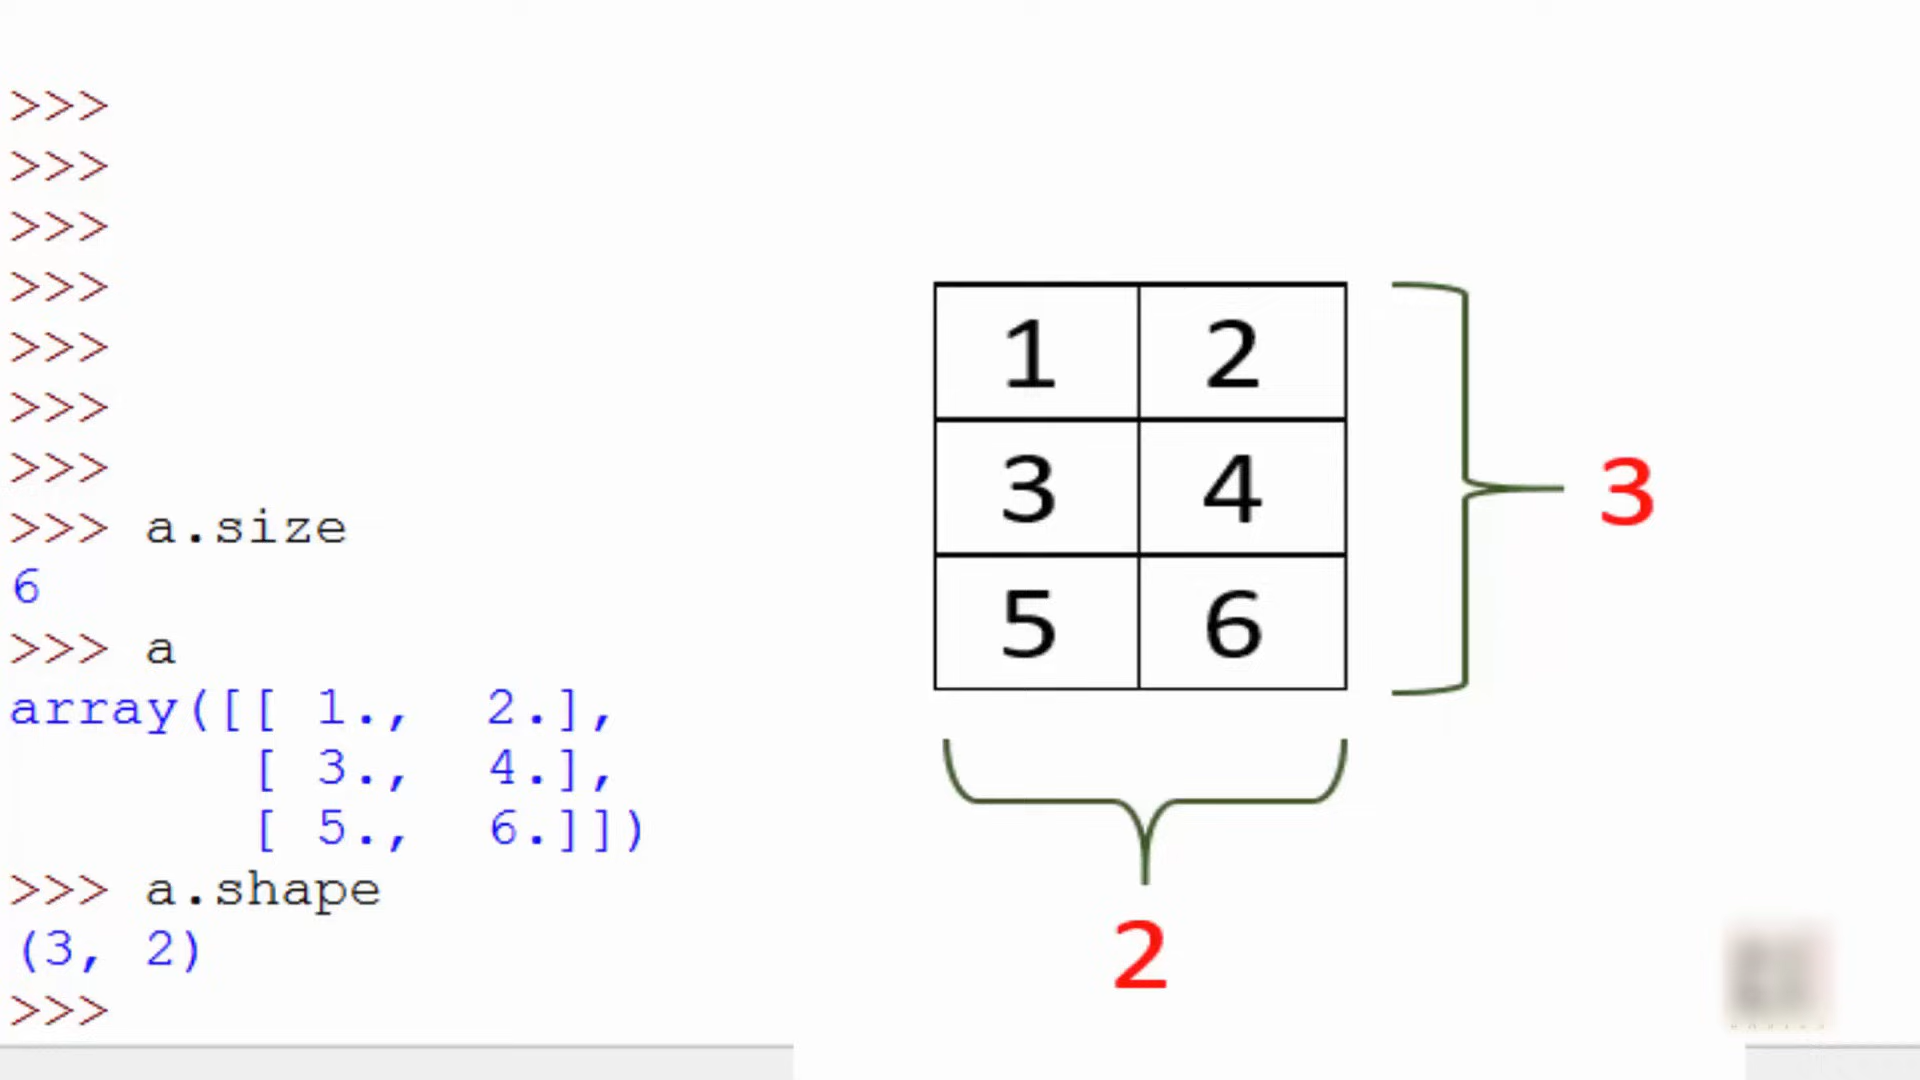 >>>
>>>
>>>
>>>
>>>
>>>
>>>
>>> a.size
6
>>> a
array([[ 1.,  2.],
       [ 3.,  4.],
       [ 5.,  6.]])
>>> a.shape
(3, 2)
>>>
1 2
3 4
5 6
3
2